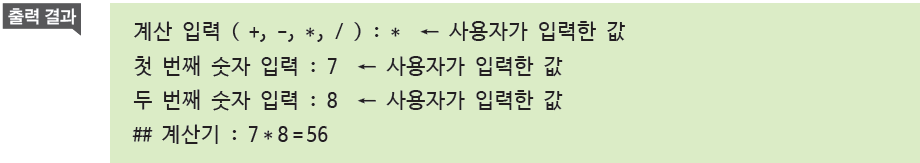 출력 결과
계산 입력 ( +, -, *, / ) : * ← 사용자가 입력한 값
첫 번째 숫자 입력 : 7 ← 사용자가 입력한 값
두 번째 숫자 입력 : 8 ← 사용자가 입력한 값
## 계산기 : 7*8=56